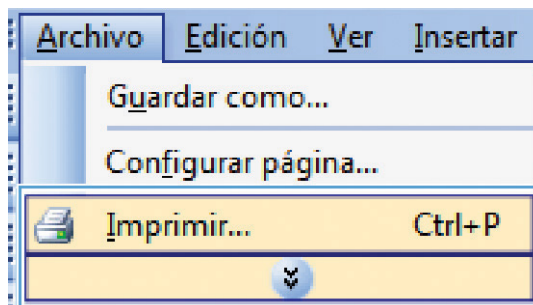 Archivo Edición Ver Insertar
Guardar como...
Configurar página...
Imprimir... Ctrl+P